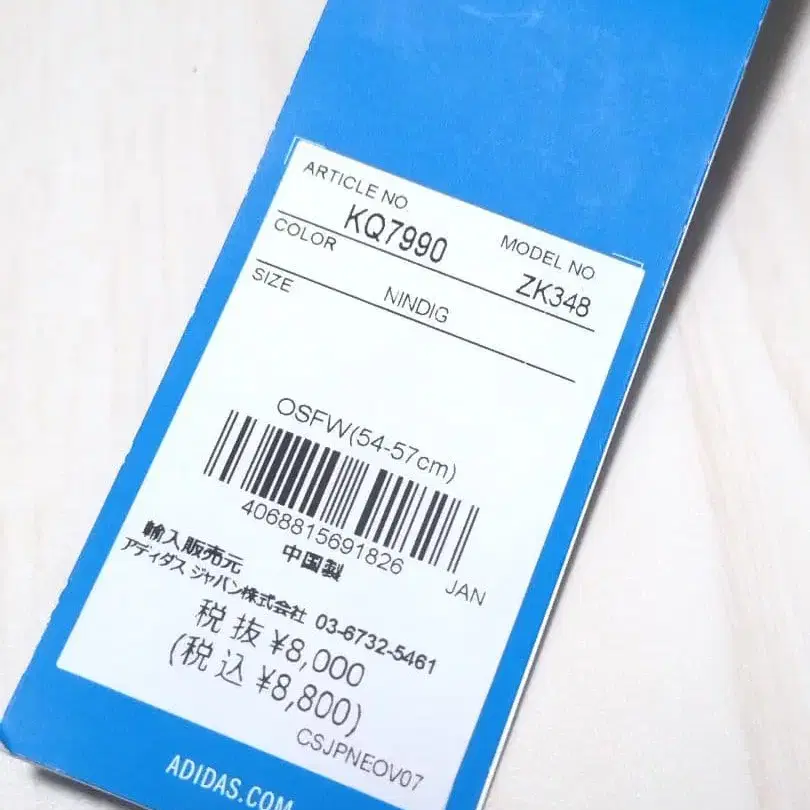 ARTICLE NO
KQ7990
MODEL NO
ZK348
COLOR
NINDIG
SIZE
OSFW(54-57cm)
4068815691826
JAN
輸入販売元
中国製
アディダス ジャパン株式会社 03-6732-5461
税抜 ¥8,000
(税込 ¥8,800)
CSJPNEOV07
ADIDAS.COM